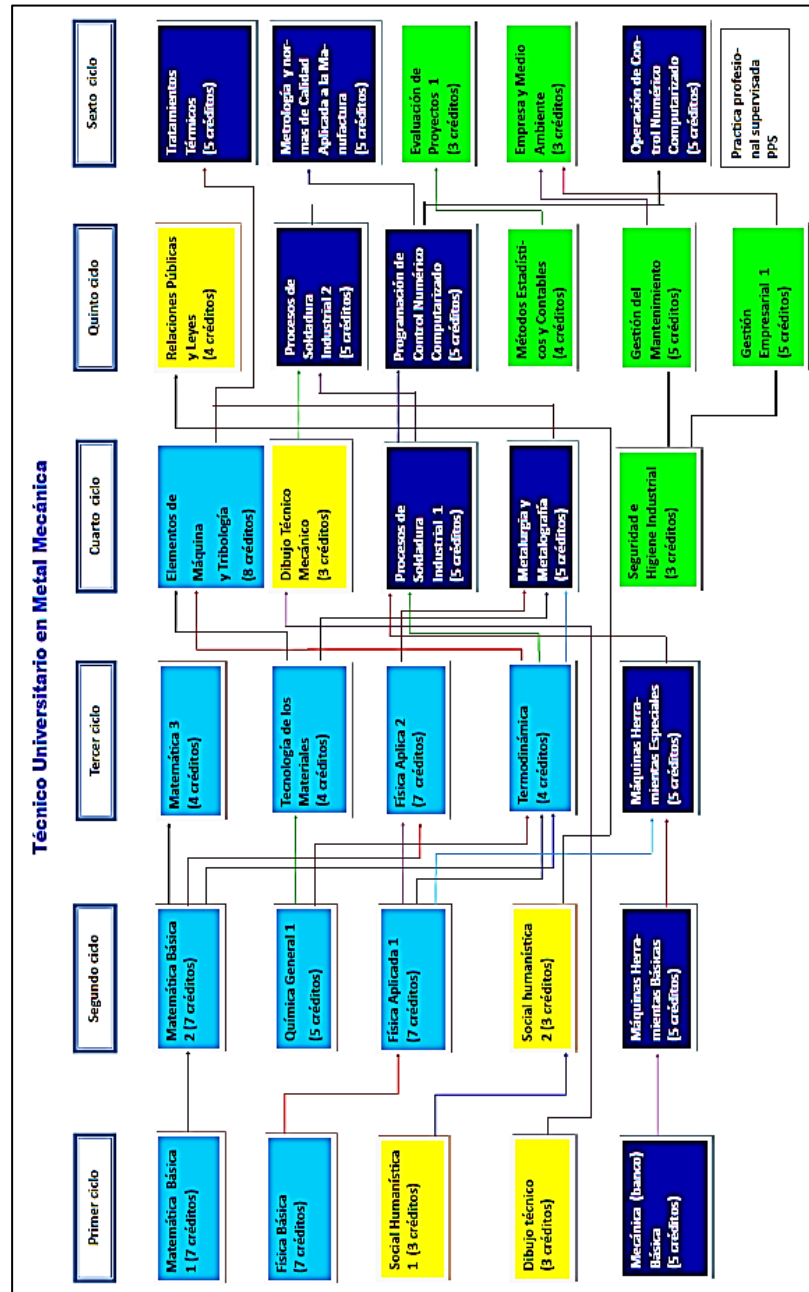 Técnico Universitario en Metal Mecánica
Primer ciclo
Matemática Básica
1 (7 créditos)
Física Básica
(7 créditos)
Social Humanística
1 (3 créditos)
Dibujo técnico
(3 créditos)
Mecánica (banco)
Básica
(5 créditos)
Segundo ciclo
Matemática Básica
2 (7 créditos)
Química General 1
(5 créditos)
Física Aplicada 1
(7 créditos)
Social humanística
2 (3 créditos)
Máquinas Herra-
mientas Básicas
(5 créditos)
Tercer ciclo
Matemática 3
(4 créditos)
Tecnología de los
Materiales
(4 créditos)
Física Aplica 2
(7 créditos)
Termodinámica
(4 créditos)
Máquinas Herra-
mientas Especiales
(5 créditos)
Cuarto ciclo
Elementos de
Máquina
y Tribología
(8 créditos)
Dibujo Técnico
Mecánico
(3 créditos)
Procesos de
Soldadura
Industrial 1
(5 créditos)
Metalurgia y
Metalografía
(5 créditos)
Seguridad e
Higiene Industrial
(3 créditos)
Quinto ciclo
Relaciones Públicas
y Leyes
(4 créditos)
Procesos de
Soldadura
Industrial 2
(5 créditos)
Programación de
Control Numérico
Computarizado
(5 créditos)
Métodos Estadísti-
cos y Contables
(4 créditos)
Gestión del
Mantenimiento
(5 créditos)
Gestión
Empresarial 1
(5 créditos)
Sexto ciclo
Tratamientos
Térmicos
(5 créditos)
Metrología y nor-
mas de Calidad
Aplicada a la Ma-
nufactura
(5 créditos)
Evaluación de
Proyectos 1
(3 créditos)
Empresa y Medio
Ambiente
(3 créditos)
Operación de Con-
trol Numérico
Computarizado
(5 créditos)
Practica profesio-
nal supervisada
PPS